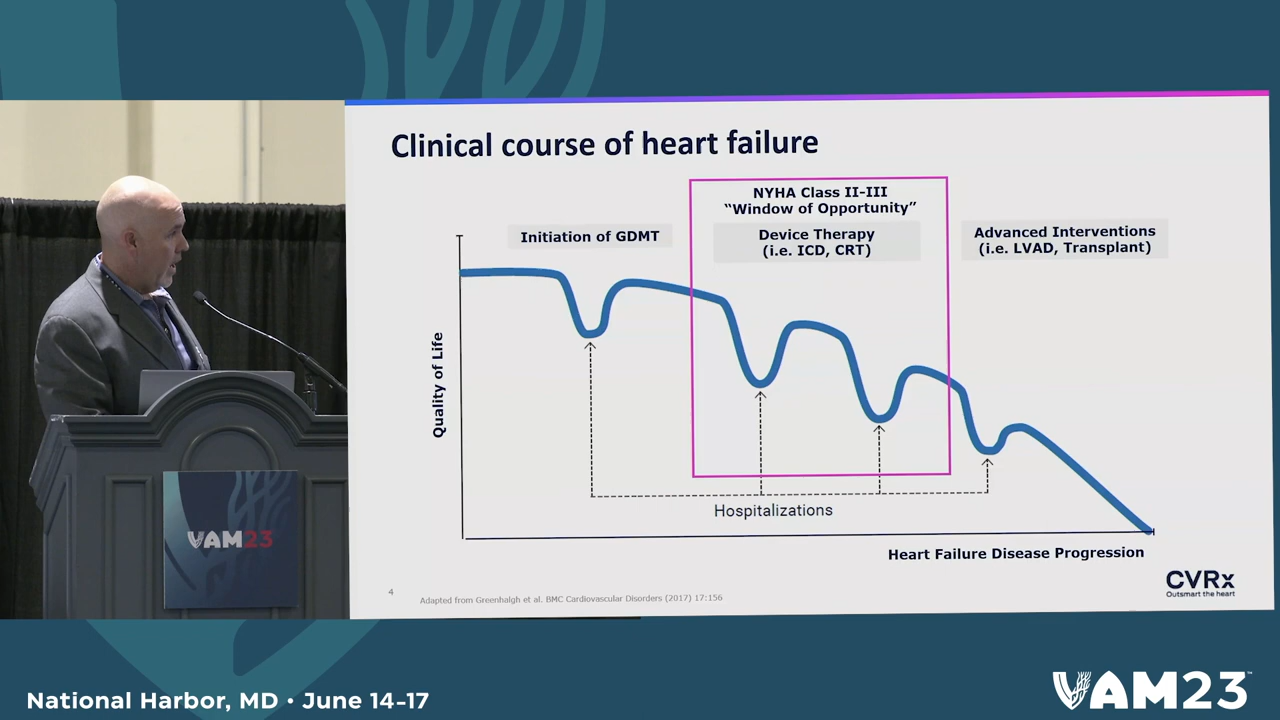 Clinical course of heart failure
NYHA Class II-III
“Window of Opportunity”
Initiation of GDMT
Device Therapy
(i.e. ICD, CRT)
Advanced Interventions
(i.e. LVAD, Transplant)
Quality of Life
Hospitalizations
Heart Failure Disease Progression
4
Adapted from Greenhalgh et al. BMC Cardiovascular Disorders (2017) 17:156
CVRx
Outsmart the heart
VAM23
National Harbor, MD • June 14-17
VAM23™